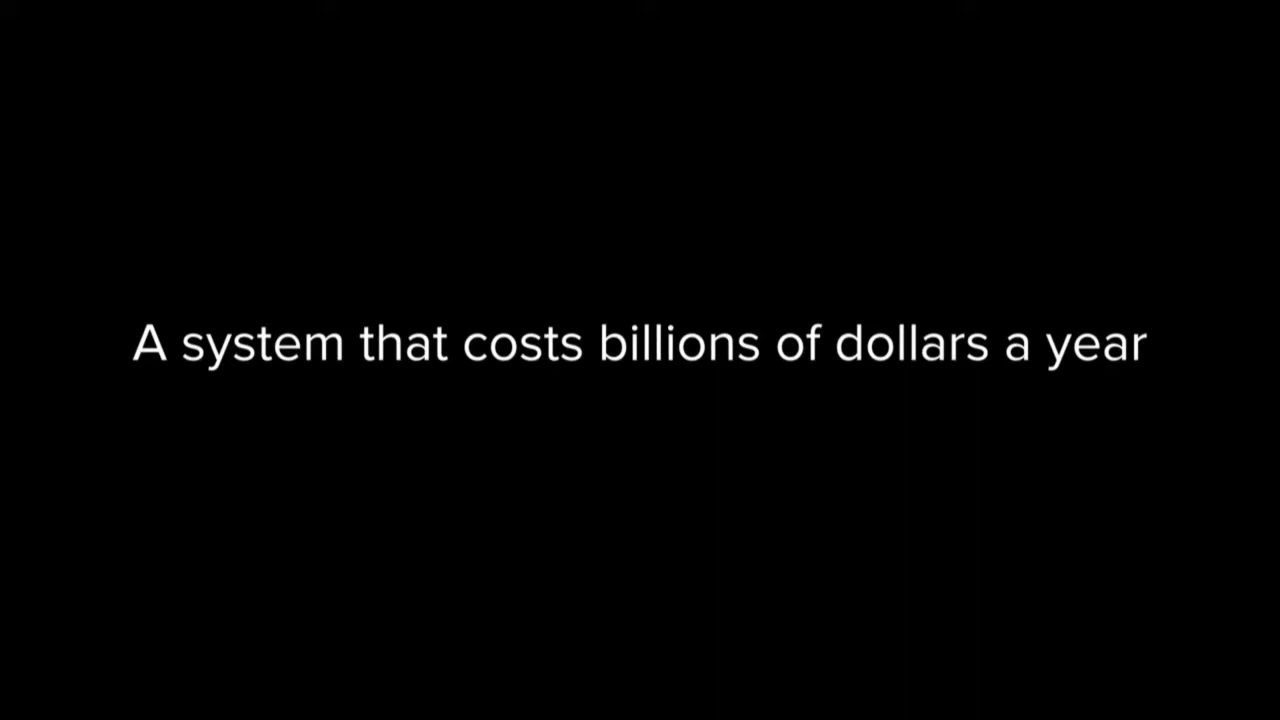 A system that costs billions of dollars a year